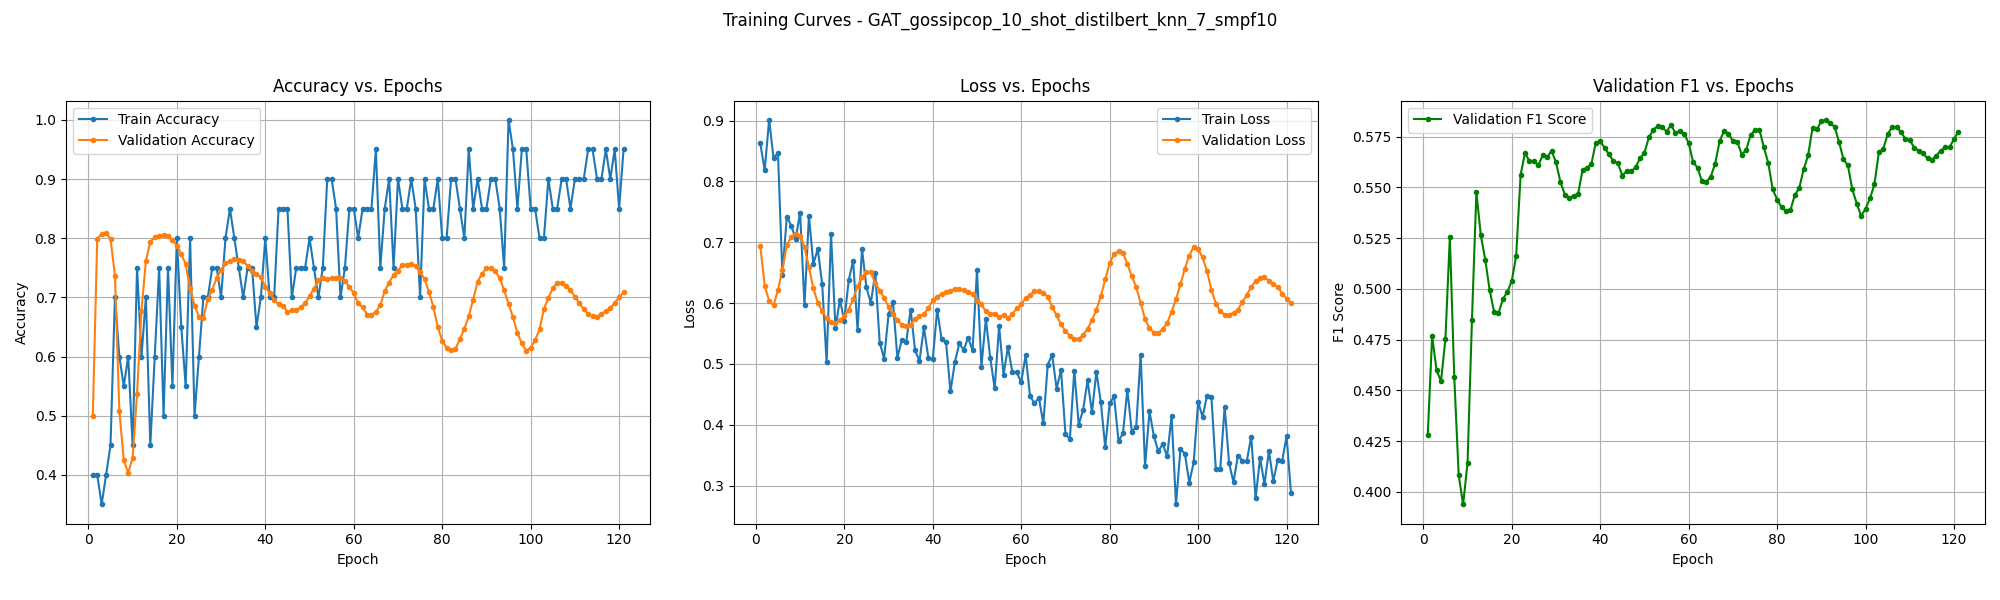 Training Curves - GAT_gossipcop_10_shot_distilbert_knn_7_smpf10
Accuracy vs. Epochs
Train Accuracy
Validation Accuracy
1.0
0.9
0.8
0.7
0.6
0.5
0.4
Accuracy
0 20 40 60 80 100 120
Epoch
Loss vs. Epochs
Train Loss
Validation Loss
0.9
0.8
0.7
0.6
0.5
0.4
0.3
Loss
0 20 40 60 80 100 120
Epoch
Validation F1 vs. Epochs
Validation F1 Score
0.575
0.550
0.525
0.500
0.475
0.450
0.425
0.400
F1 Score
0 20 40 60 80 100 120
Epoch